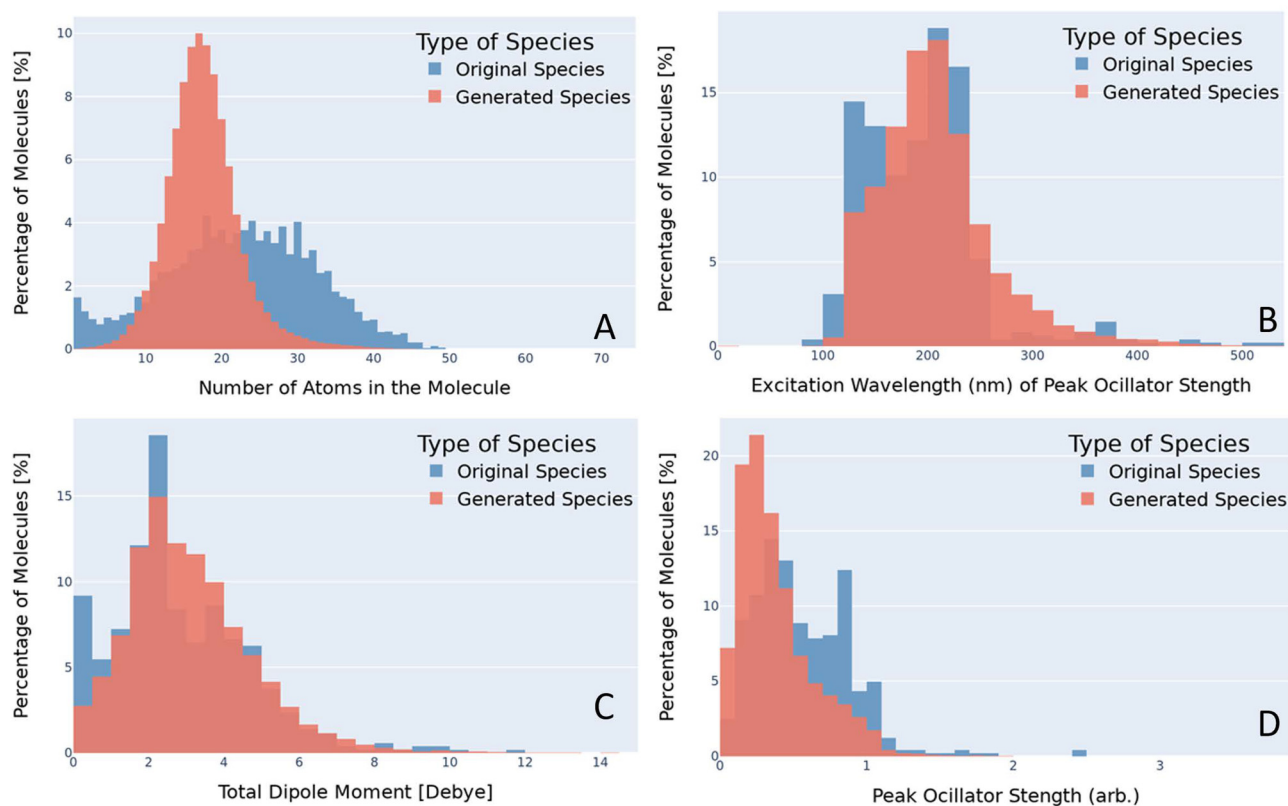 Percentage of Molecules [%]
10
8
6
4
2
0
Type of Species
Original Species
Generated Species
A
10
20
30
40
50
60
70
Number of Atoms in the Molecule
Percentage of Molecules [%]
15
10
5
0
Type of Species
Original Species
Generated Species
B
0
100
200
300
400
500
Excitation Wavelength (nm) of Peak Ocillator Stength
Percentage of Molecules [%]
15
10
5
0
Type of Species
Original Species
Generated Species
C
0
2
4
6
8
10
12
14
Total Dipole Moment [Debye]
Percentage of Molecules [%]
20
15
10
5
0
Type of Species
Original Species
Generated Species
D
0
1
2
3
Peak Ocillator Stength (arb.)